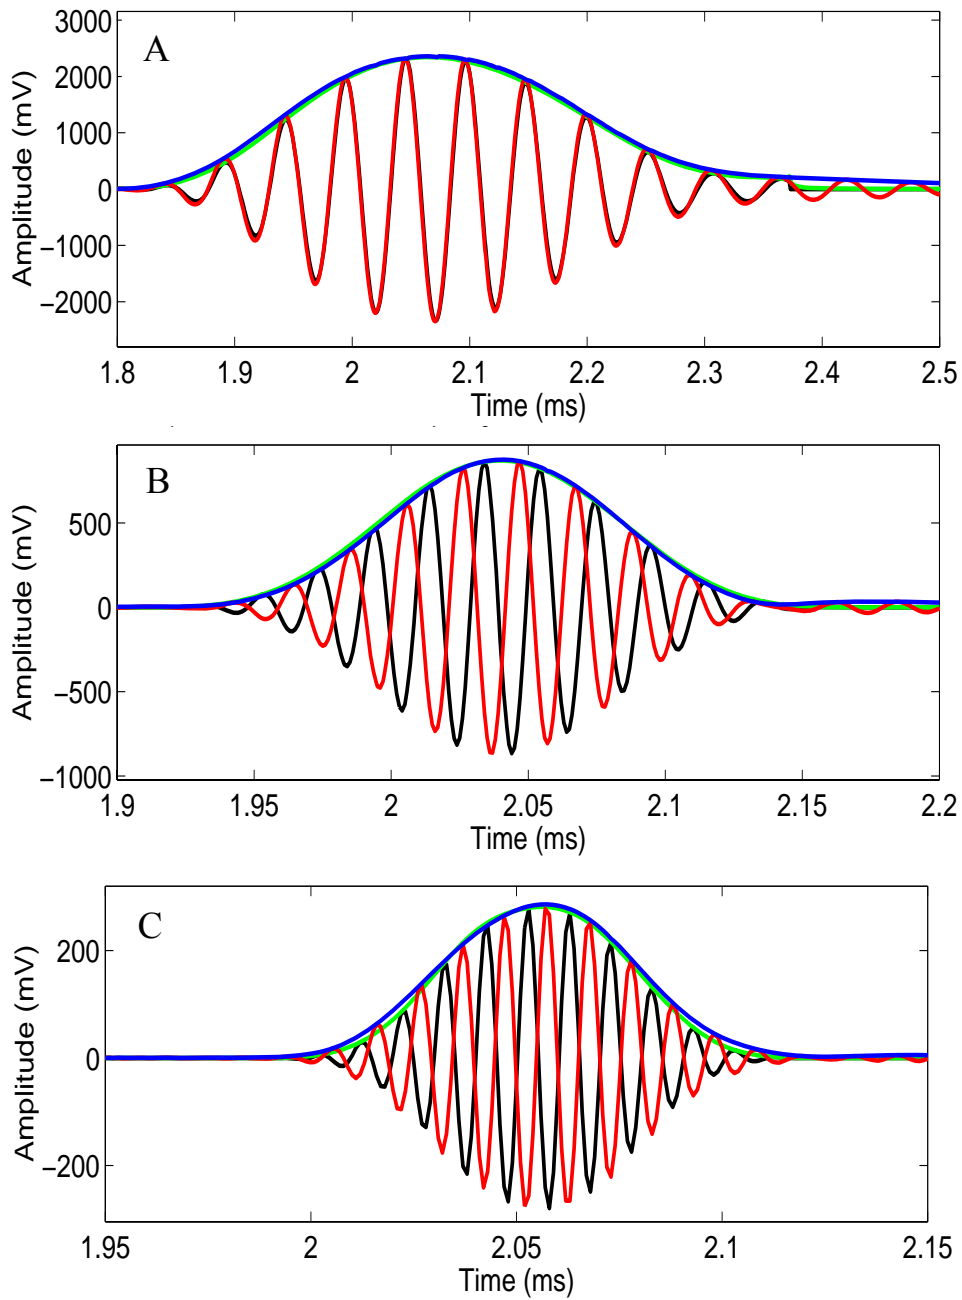 A
Amplitude (mV)
3000
2000
1000
0
−1000
−2000
1.8 1.9 2 2.1 2.2 2.3 2.4 2.5
Time (ms)
B
Amplitude (mV)
500
0
−500
−1000
1.9 1.95 2 2.05 2.1 2.15 2.2
Time (ms)
C
Amplitude (mV)
200
0
−200
1.95 2 2.05 2.1 2.15
Time (ms)